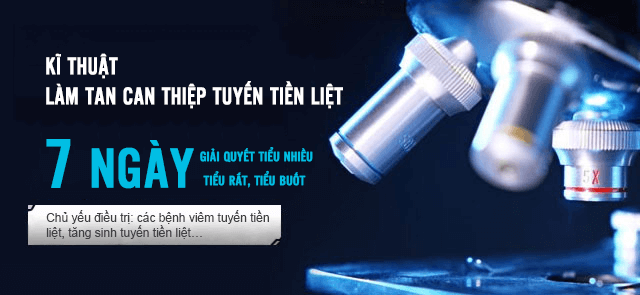 KĨ THUẬT
LÀM TAN CAN THIỆP TUYẾN TIỀN LIỆT
7 NGÀY
GIẢI QUYẾT TIỂU NHIỀU
TIỂU RẮT, TIỂU BUỐT
Chủ yếu điều trị: các bệnh viêm tuyến tiền
liệt, tăng sinh tuyến tiền liệt...
5X